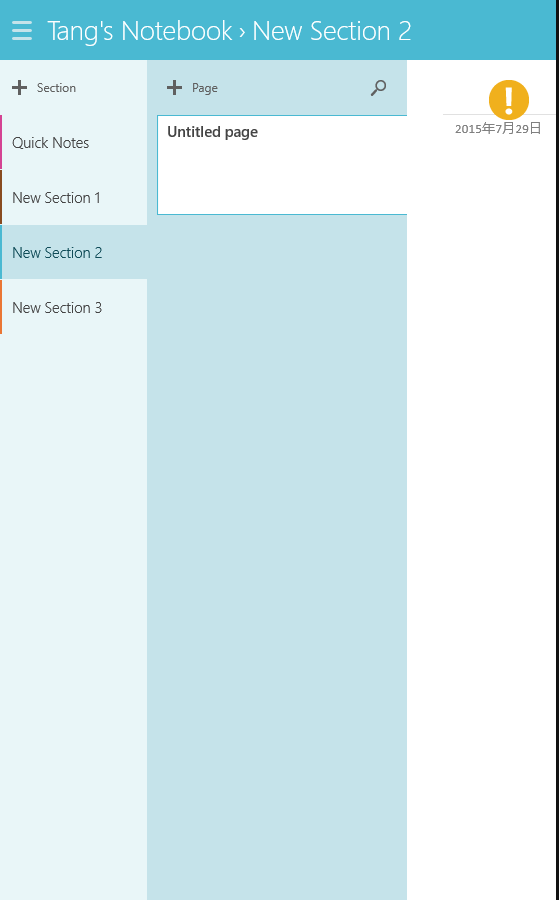 Tang's Notebook › New Section 2
Section
Page
Quick Notes
New Section 1
New Section 2
New Section 3
Untitled page
2015年7月29日